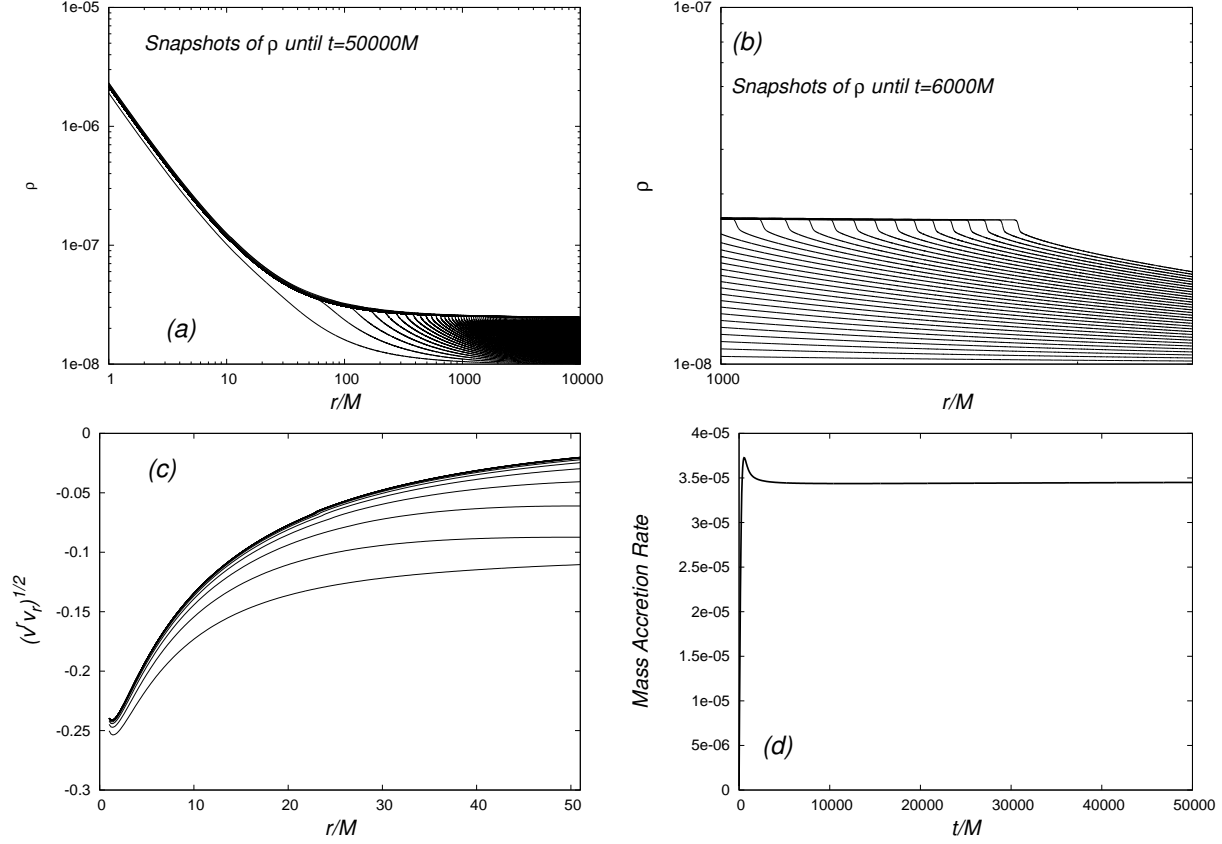 1e-05
1e-06
1e-07
1e-08
ρ
Snapshots of ρ until t=50000M
(a)
1
10
100
1000
10000
r/M
1e-07
1e-08
ρ
(b)
Snapshots of ρ until t=6000M
1000
r/M
0
-0.05
-0.1
-0.15
-0.2
-0.25
-0.3
(v^r v_r)^{1/2}
(c)
0
10
20
30
40
50
r/M
4e-05
3.5e-05
3e-05
2.5e-05
2e-05
1.5e-05
1e-05
5e-06
0
Mass Accretion Rate
(d)
0
10000
20000
30000
40000
50000
t/M